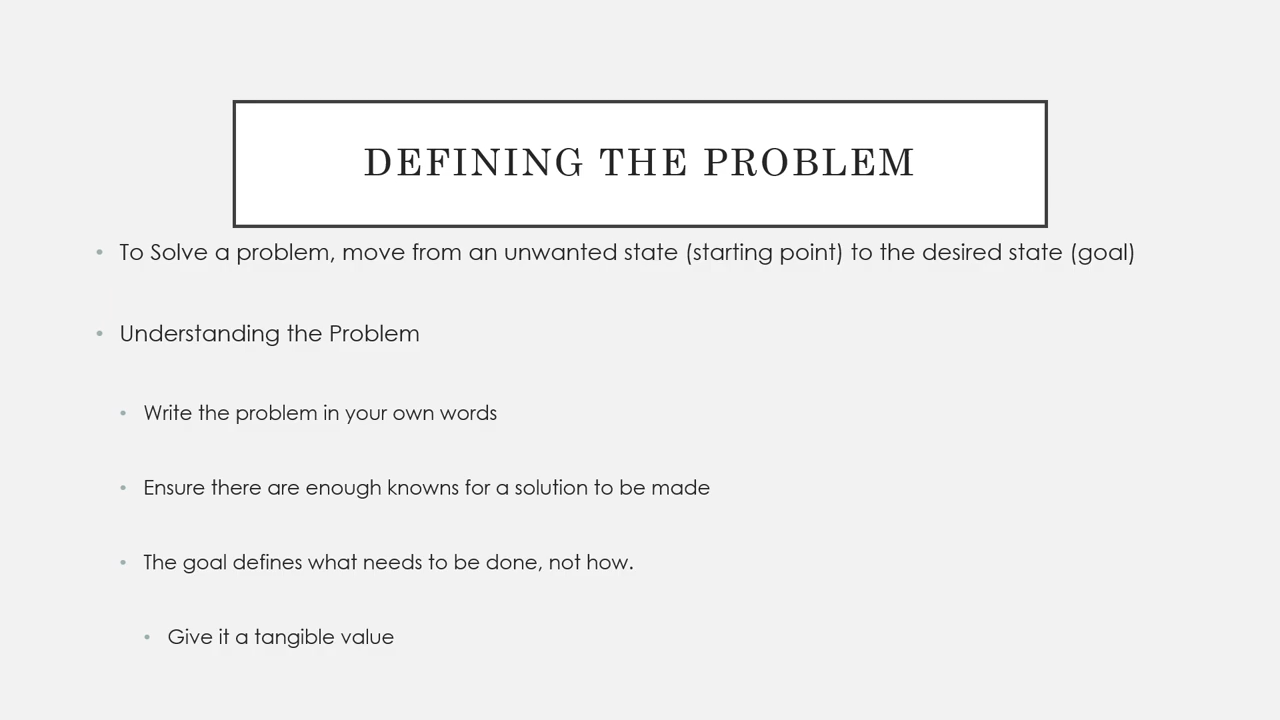 DEFINING THE PROBLEM
• To Solve a problem, move from an unwanted state (starting point) to the desired state (goal)
• Understanding the Problem
• Write the problem in your own words
• Ensure there are enough knowns for a solution to be made
• The goal defines what needs to be done, not how.
• Give it a tangible value